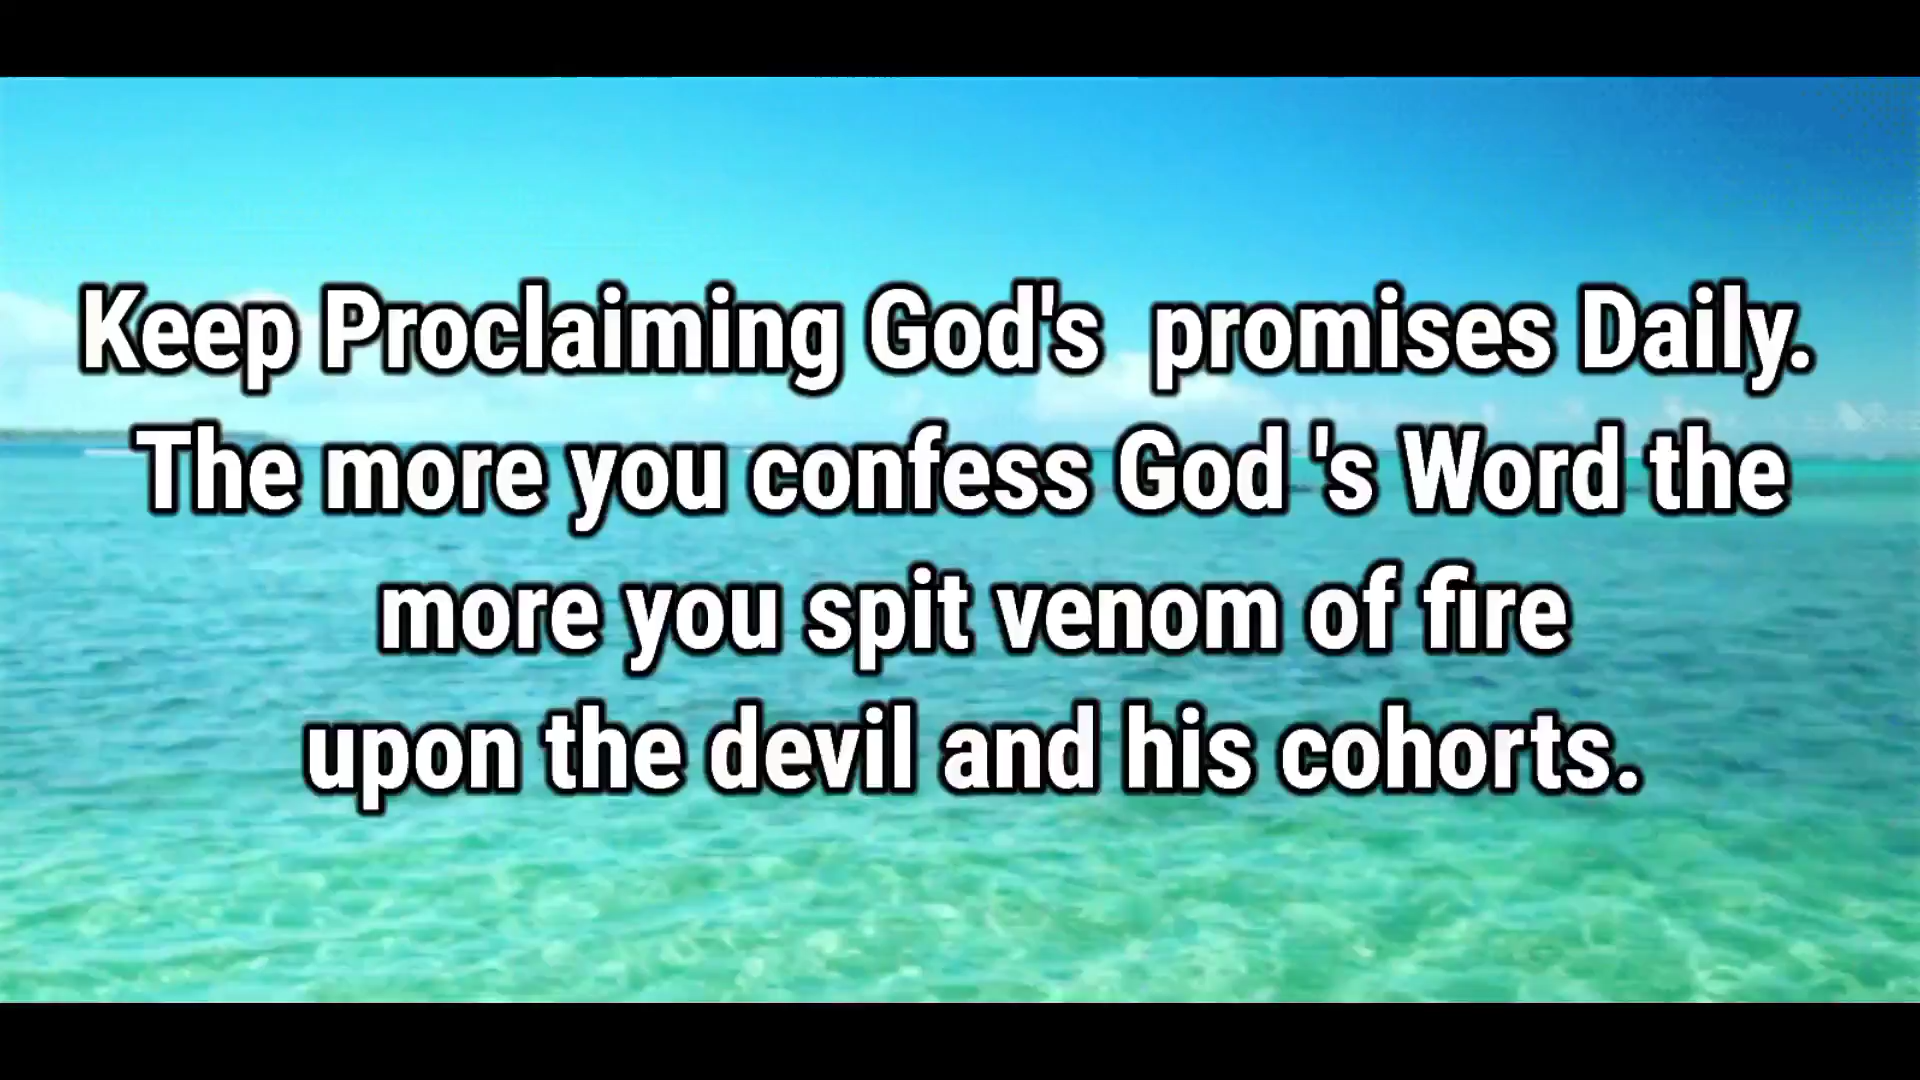 Keep Proclaiming God's  promises Daily.
The more you confess God 's Word the
more you spit venom of fire
upon the devil and his cohorts.